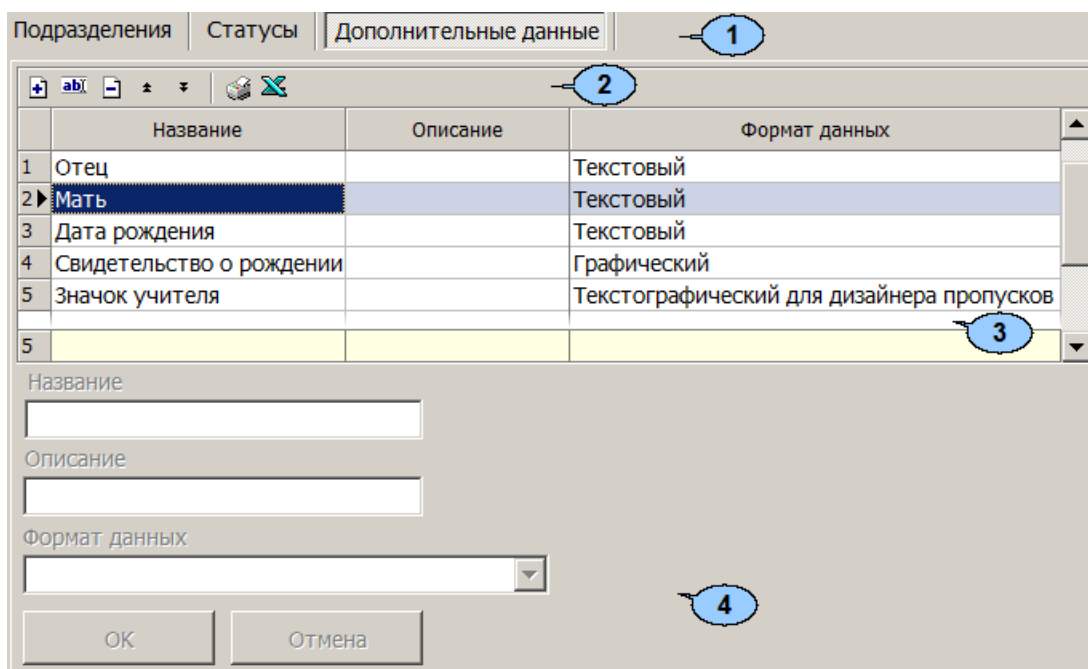 Подразделения Статусы Дополнительные данные 1
ab 2
Название Описание Формат данных
1 Отец Текстовый
2 Мать Текстовый
3 Дата рождения Текстовый
4 Свидетельство о рождении Графический
5 Значок учителя Текстографический для дизайнера пропусков
3
5
Название
Описание
Формат данных
4
ОК Отмена